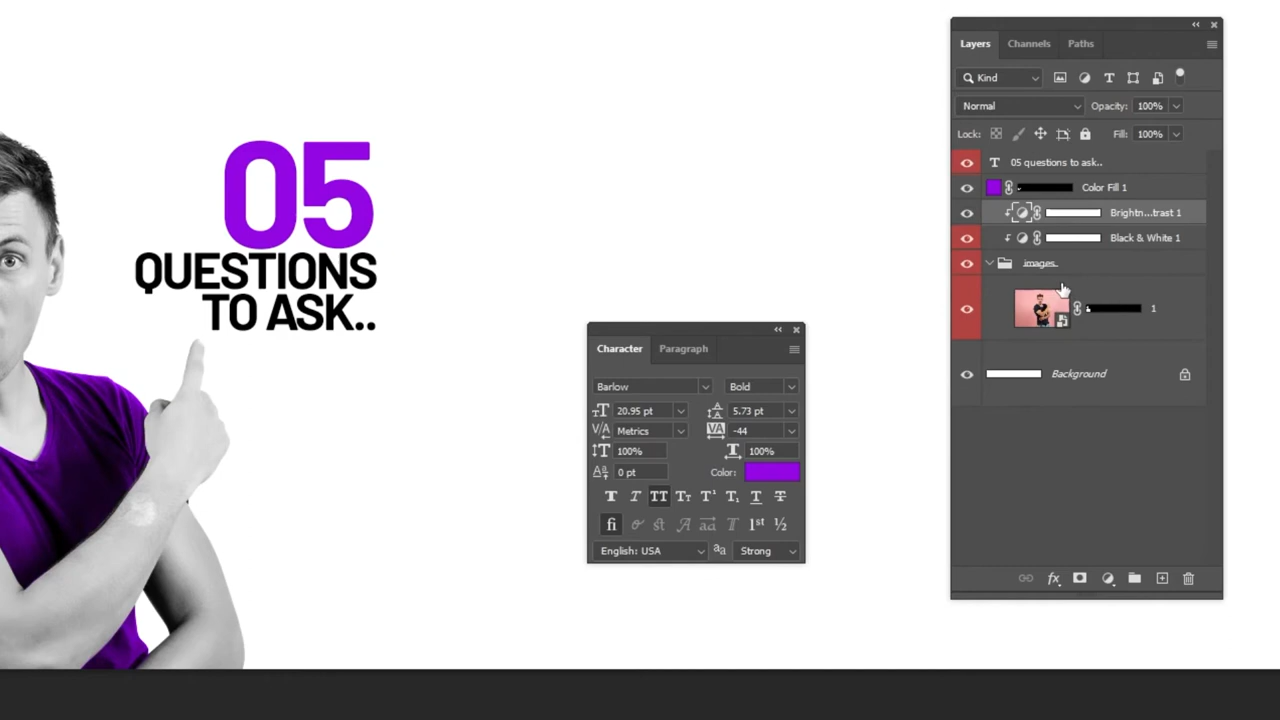 05
QUESTIONS
TO ASK..
Character
Paragraph
Barlow
Bold
20.95 pt
5.73 pt
Metrics
-44
100%
100%
0 pt
Color:
English: USA
Strong
Layers
Channels
Paths
Kind
Normal
Opacity: 100%
Lock:
Fill: 100%
05 questions to ask..
Color Fill 1
Brightn...trast 1
Black & White 1
images
1
Background